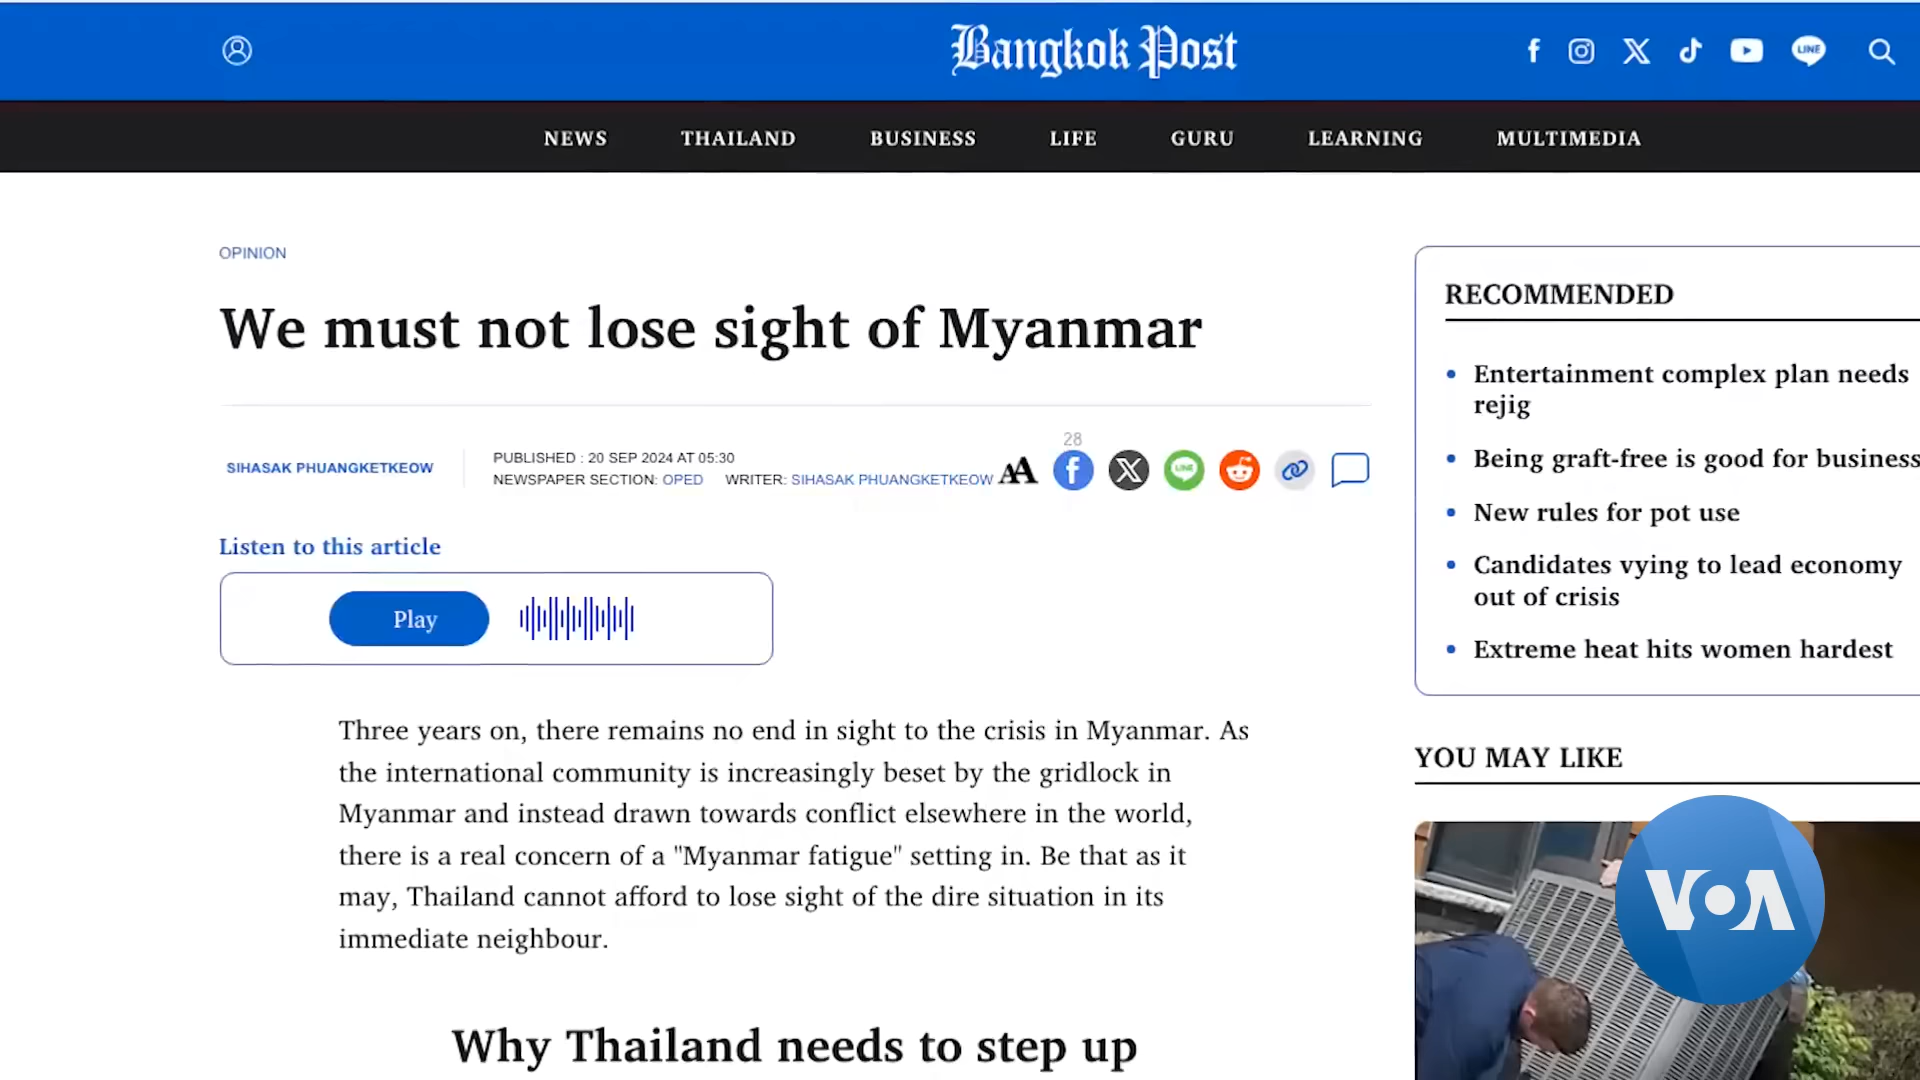 Bangkok Post
LINE
NEWS THAILAND BUSINESS LIFE GURU LEARNING MULTIMEDIA
OPINION
We must not lose sight of Myanmar
SIHASAK PHUANGKETKEOW
PUBLISHED : 20 SEP 2024 AT 05:30
NEWSPAPER SECTION: OPED WRITER: SIHASAK PHUANGKETKEOW
AA
28
LINE
Listen to this article
Play
Three years on, there remains no end in sight to the crisis in Myanmar. As
the international community is increasingly beset by the gridlock in
Myanmar and instead drawn towards conflict elsewhere in the world,
there is a real concern of a "Myanmar fatigue" setting in. Be that as it
may, Thailand cannot afford to lose sight of the dire situation in its
immediate neighbour.
Why Thailand needs to step up
RECOMMENDED
• Entertainment complex plan needs
rejig
• Being graft-free is good for business
• New rules for pot use
• Candidates vying to lead economy
out of crisis
• Extreme heat hits women hardest
YOU MAY LIKE
VOA